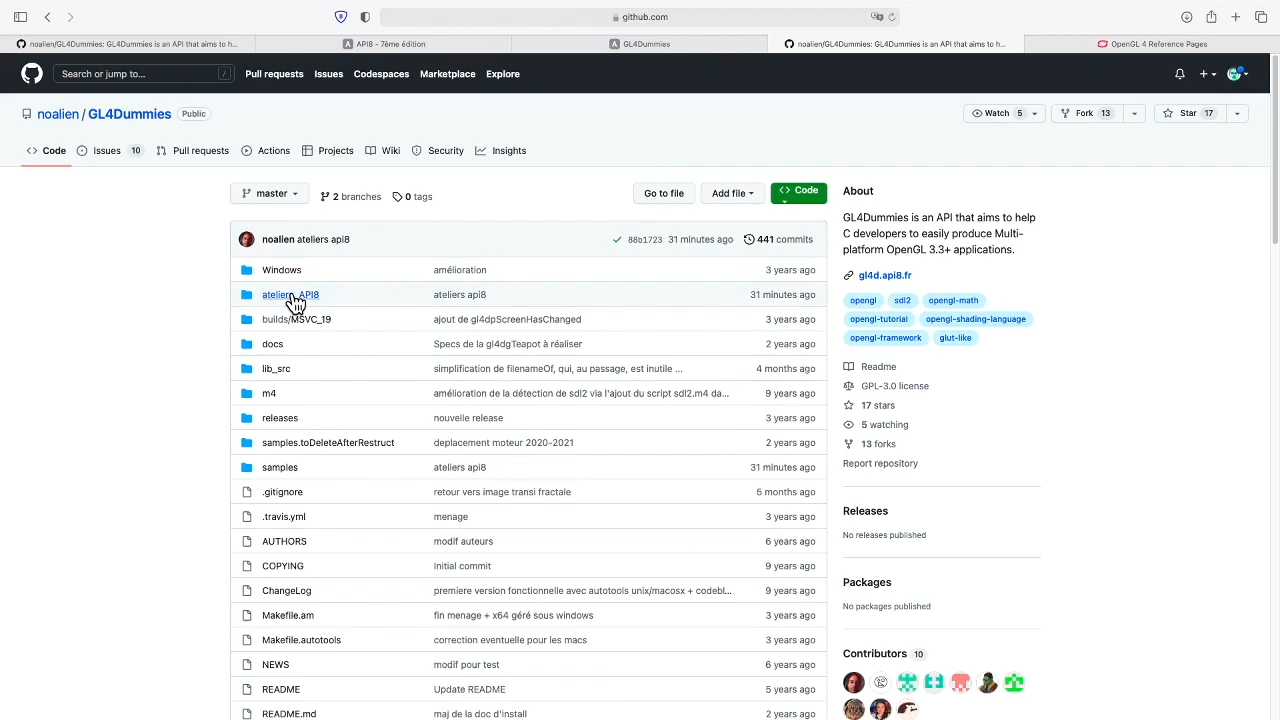 github.com
noalien/GL4Dummies: GL4Dummies is an API that aims to h...
API8 - 7ème édition
GL4Dummies
noalien/GL4Dummies: GL4Dummies is an API that aims to h...
OpenGL 4 Reference Pages
Search or jump to... /
Pull requests Issues Codespaces Marketplace Explore
noalien / GL4Dummies Public
Watch 5 Fork 13 Star 17
Code Issues 10 Pull requests Actions Projects Wiki Security Insights
master 2 branches 0 tags Go to file Add file Code
noalien ateliers api8 88b1723 31 minutes ago 441 commits
Windows amélioration 3 years ago
ateliers api8 31 minutes ago
builds/MSVC_19 ajout de gl4dpScreenHasChanged 3 years ago
docs Specs de la gl4dgTeapot à réaliser 2 years ago
lib_src simplification de filenameOf, qui, au passage, est inutile ... 4 months ago
m4 amélioration de la détection de sdl2 via l'ajout du script sdl2.m4 da... 9 years ago
releases nouvelle release 3 years ago
samples.toDeleteAfterRestruct deplacement moteur 2020-2021 2 years ago
samples ateliers api8 31 minutes ago
.gitignore retour vers image transi fractale 5 months ago
.travis.yml menage 3 years ago
AUTHORS modif auteurs 6 years ago
COPYING Initial commit 9 years ago
ChangeLog premiere version fonctionnelle avec autotools unix/macosx + codebl... 9 years ago
Makefile.am fin menage + x64 géré sous windows 3 years ago
Makefile.autotools correction eventuelle pour les macs 3 years ago
NEWS modif pour test 6 years ago
README Update README 5 years ago
README.md maj de la doc d'install 2 years ago
About
GL4Dummies is an API that aims to help
C developers to easily produce Multi-
platform OpenGL 3.3+ applications.
gl4d.api8.fr
opengl sdl2 opengl-math
opengl-tutorial opengl-shading-language
opengl-framework glut-like
Readme
GPL-3.0 license
17 stars
5 watching
13 forks
Report repository
Releases
No releases published
Packages
No packages published
Contributors 10